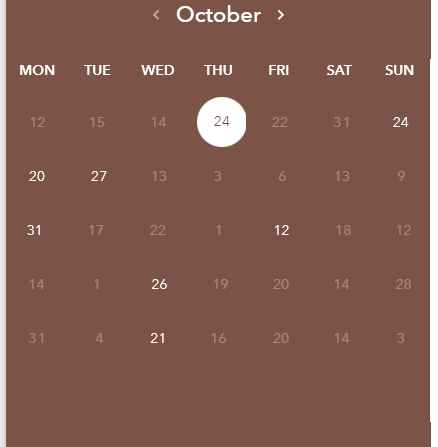 ‹ October ›
MON TUE WED THU FRI SAT SUN
12 15 14 24 22 31 24
20 27 13 3 6 13 9
31 17 22 1 12 18 12
14 1 26 19 20 14 28
31 4 21 16 20 14 3